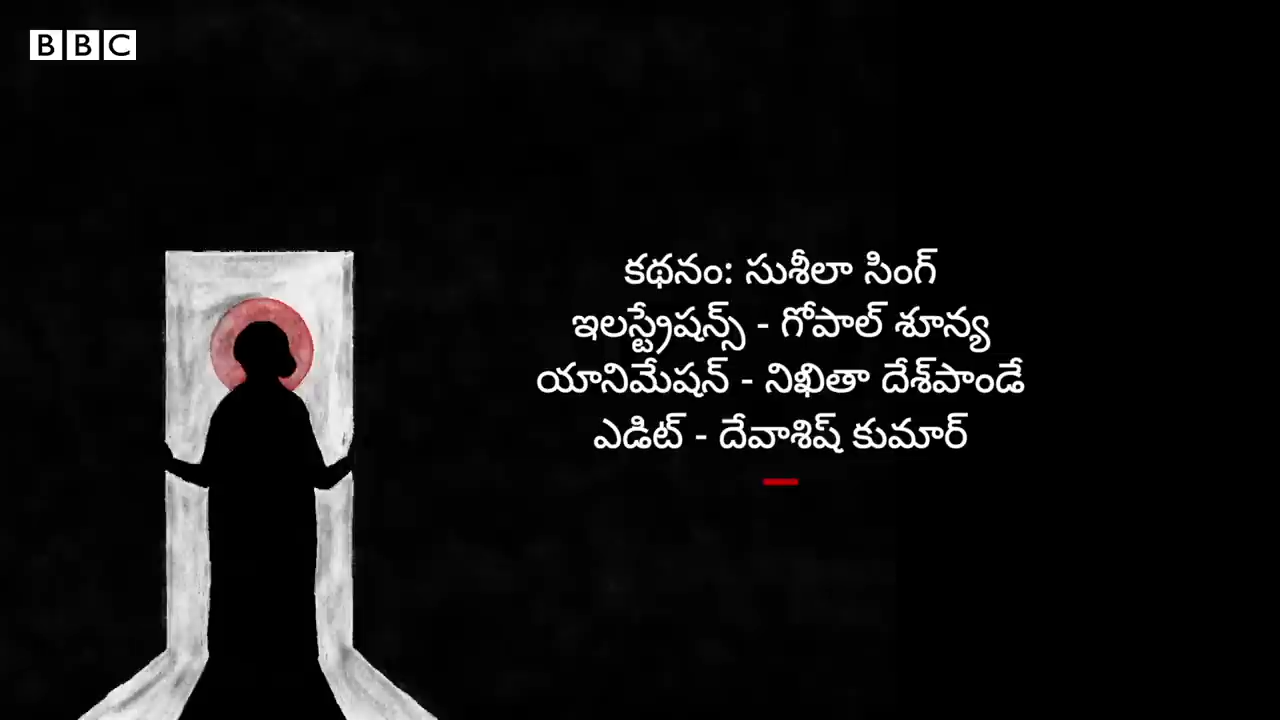 BBC
కథనం: సుశీలా సింగ్
ఇలస్ట్రేషన్స్ - గోపాల్ శూన్య
యానిమేషన్ - నిఖితా దేశ్‌పాండే
ఎడిట్ - దేవాశిష్ కుమార్